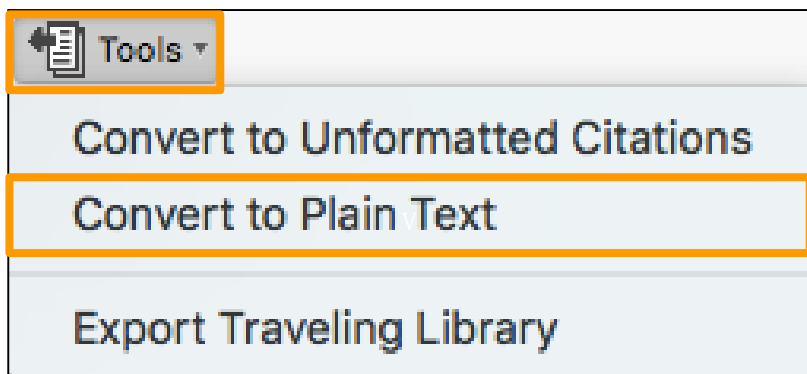 Tools
Convert to Unformatted Citations
Convert to Plain Text
Export Traveling Library